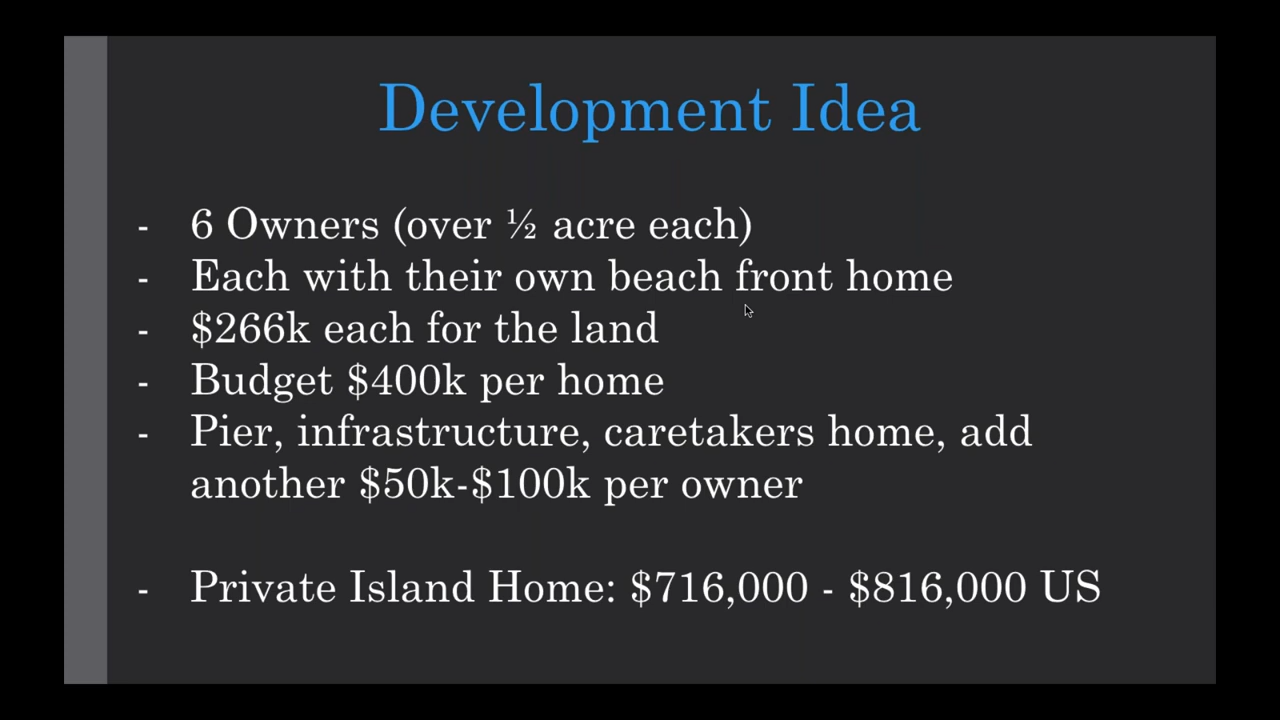 Development Idea
- 6 Owners (over ½ acre each)
- Each with their own beach front home
- $266k each for the land
- Budget $400k per home
- Pier, infrastructure, caretakers home, add
another $50k-$100k per owner
- Private Island Home: $716,000 - $816,000 US